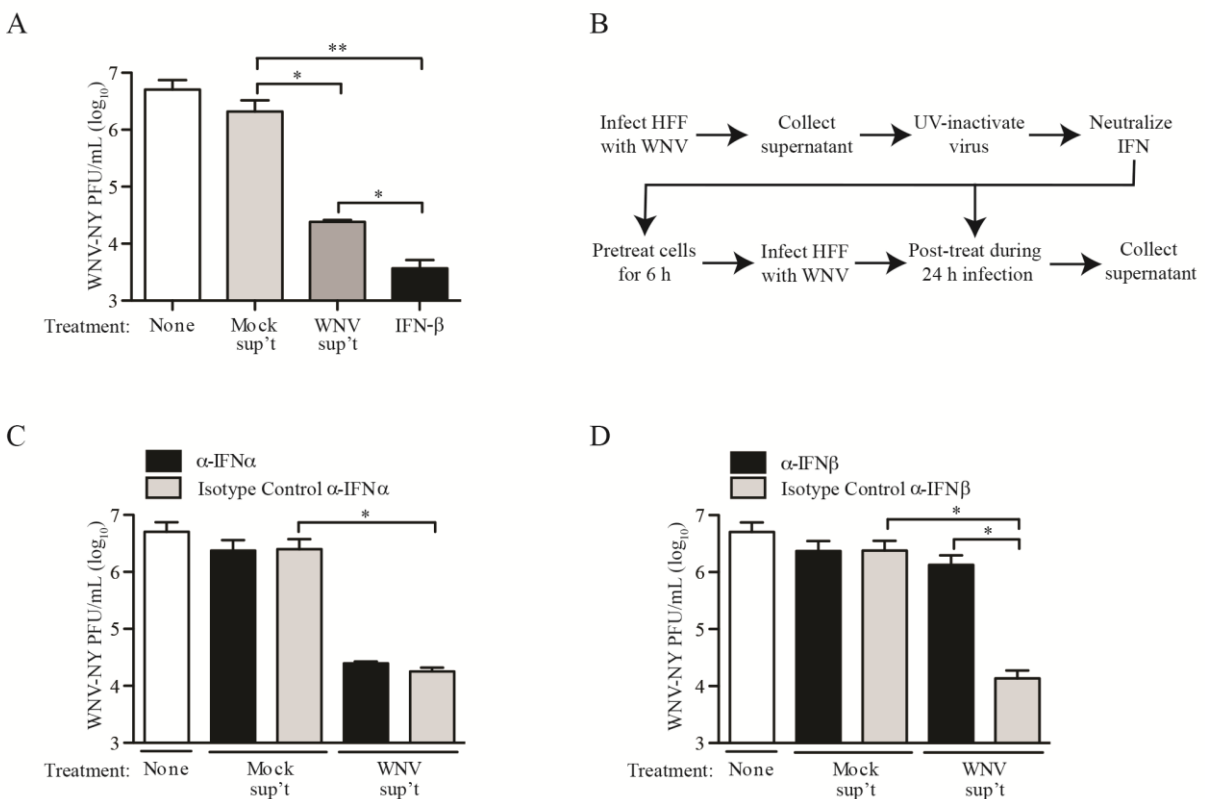 A
WNV-NY PFU/mL (log₁₀)
7
6
5
4
3
**
*
*
Treatment: None Mock sup't WNV sup't IFN-β
B
Infect HFF with WNV
Collect supernatant
UV-inactivate virus
Neutralize IFN
Pretreat cells for 6 h
Infect HFF with WNV
Post-treat during 24 h infection
Collect supernatant
C
α-IFNα
Isotype Control α-IFNα
WNV-NY PFU/mL (log₁₀)
7
6
5
4
3
*
Treatment: None Mock sup't WNV sup't
D
α-IFNβ
Isotype Control α-IFNβ
WNV-NY PFU/mL (log₁₀)
7
6
5
4
3
*
*
Treatment: None Mock sup't WNV sup't